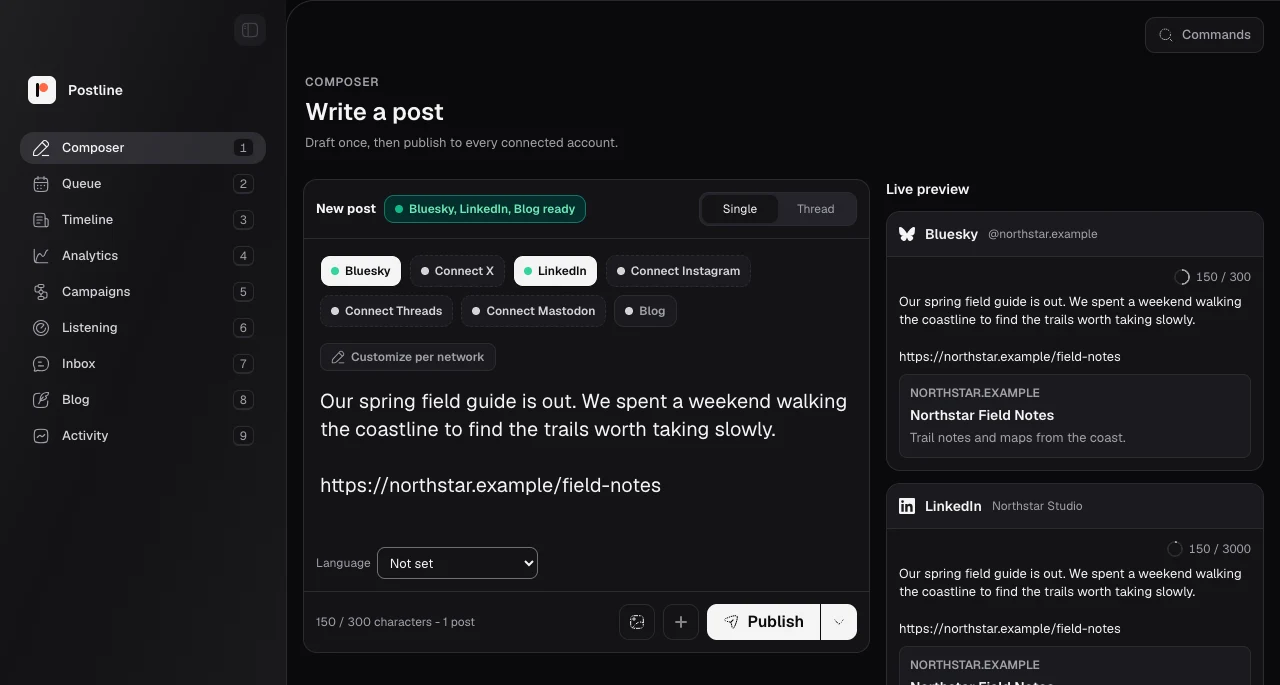 Postline
Composer 1
Queue 2
Timeline 3
Analytics 4
Campaigns 5
Listening 6
Inbox 7
Blog 8
Activity 9
Commands
COMPOSER
Write a post
Draft once, then publish to every connected account.
New post
Bluesky, LinkedIn, Blog ready
Single
Thread
Bluesky
Connect X
LinkedIn
Connect Instagram
Connect Threads
Connect Mastodon
Blog
Customize per network
Our spring field guide is out. We spent a weekend walking
the coastline to find the trails worth taking slowly.
https://northstar.example/field-notes
Language
Not set
150 / 300 characters - 1 post
Publish
Live preview
Bluesky @northstar.example
150 / 300
Our spring field guide is out. We spent a weekend walking
the coastline to find the trails worth taking slowly.
https://northstar.example/field-notes
NORTHSTAR.EXAMPLE
Northstar Field Notes
Trail notes and maps from the coast.
LinkedIn Northstar Studio
150 / 3000
Our spring field guide is out. We spent a weekend walking
the coastline to find the trails worth taking slowly.
https://northstar.example/field-notes
NORTHSTAR.EXAMPLE
Northstar Field Notes